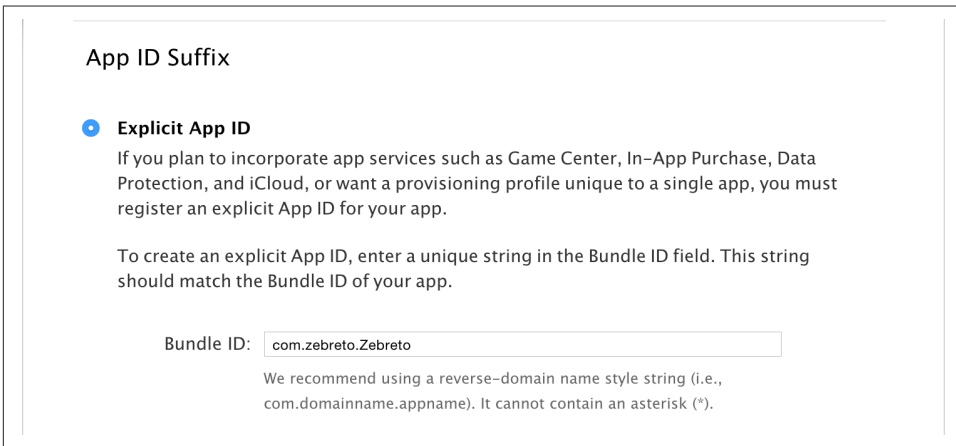 App ID Suffix
Explicit App ID
If you plan to incorporate app services such as Game Center, In-App Purchase, Data
Protection, and iCloud, or want a provisioning profile unique to a single app, you must
register an explicit App ID for your app.
To create an explicit App ID, enter a unique string in the Bundle ID field. This string
should match the Bundle ID of your app.
Bundle ID: com.zebreto.Zebreto
We recommend using a reverse-domain name style string (i.e.,
com.domainname.appname). It cannot contain an asterisk (*).